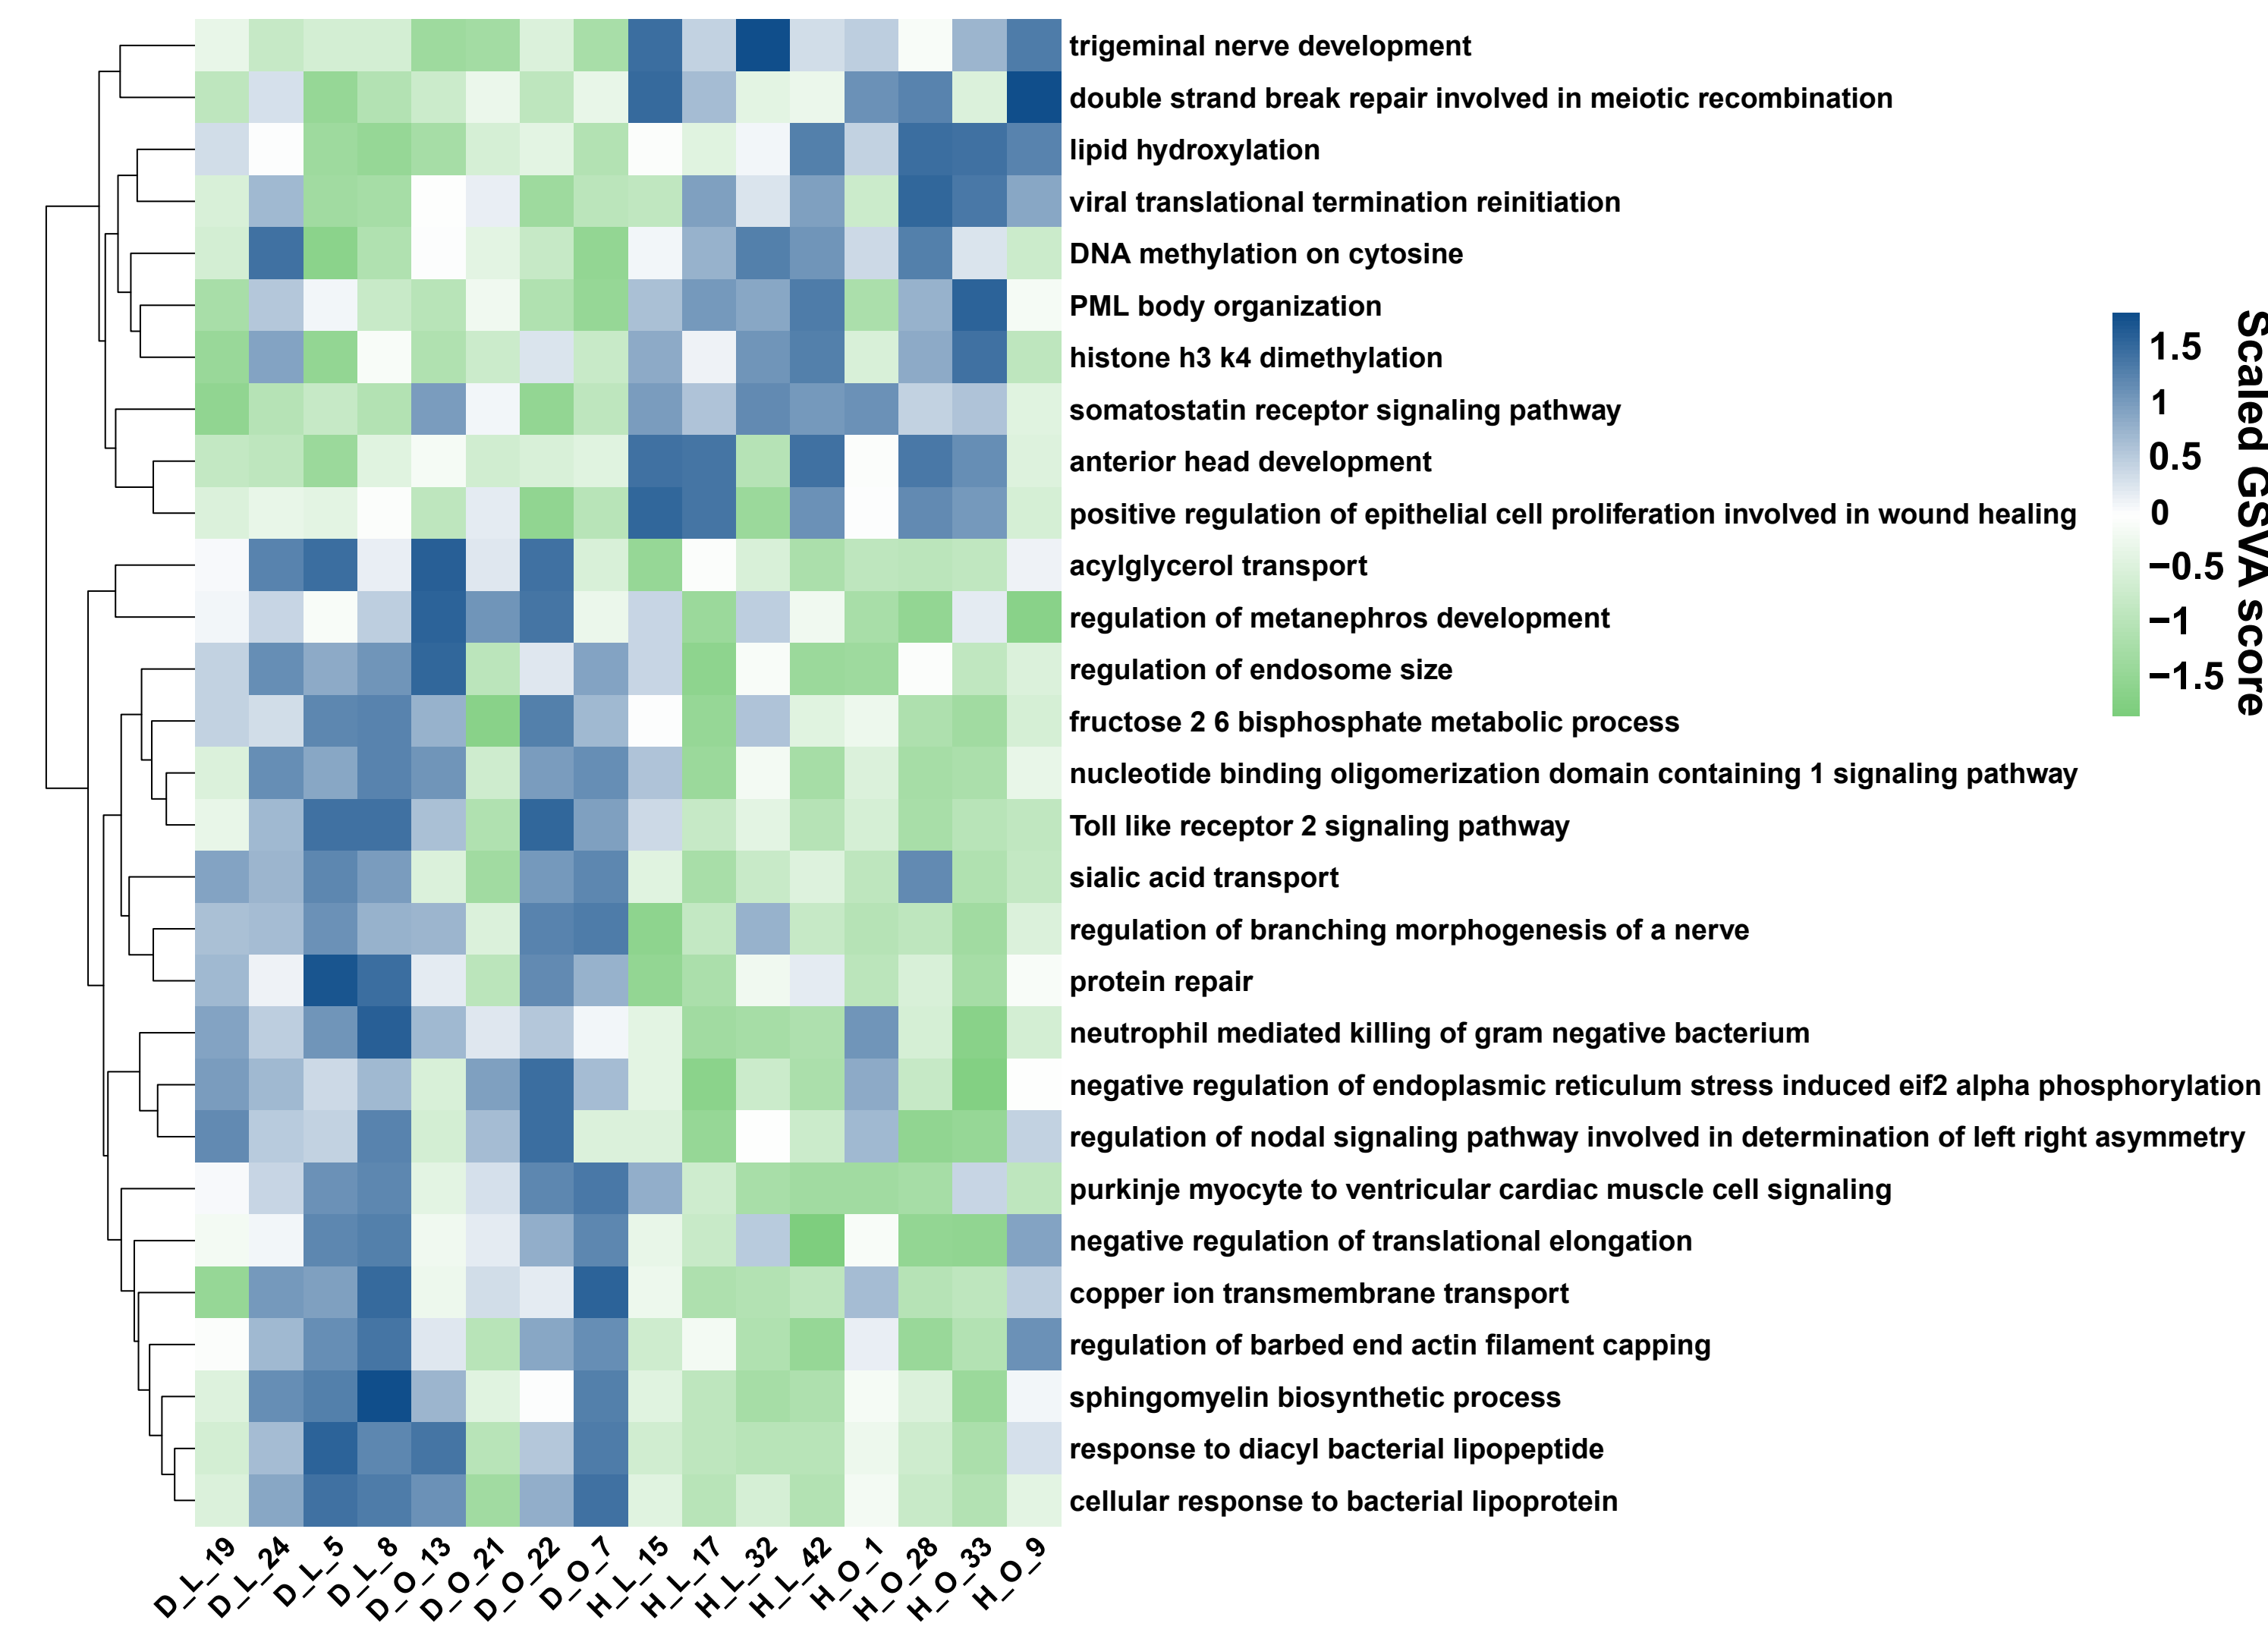 trigeminal nerve development
double strand break repair involved in meiotic recombination
lipid hydroxylation
viral translational termination reinitiation
DNA methylation on cytosine
PML body organization
histone h3 k4 dimethylation
somatostatin receptor signaling pathway
anterior head development
positive regulation of epithelial cell proliferation involved in wound healing
acylglycerol transport
regulation of metanephros development
regulation of endosome size
fructose 2 6 bisphosphate metabolic process
nucleotide binding oligomerization domain containing 1 signaling pathway
Toll like receptor 2 signaling pathway
sialic acid transport
regulation of branching morphogenesis of a nerve
protein repair
neutrophil mediated killing of gram negative bacterium
negative regulation of endoplasmic reticulum stress induced eif2 alpha phosphorylation
regulation of nodal signaling pathway involved in determination of left right asymmetry
purkinje myocyte to ventricular cardiac muscle cell signaling
negative regulation of translational elongation
copper ion transmembrane transport
regulation of barbed end actin filament capping
sphingomyelin biosynthetic process
response to diacyl bacterial lipopeptide
cellular response to bacterial lipoprotein
D_L_19
D_L_24
D_L_5
D_L_8
D_O_13
D_O_21
D_O_22
D_O_7
H_L_15
H_L_17
H_L_32
H_L_42
H_O_1
H_O_28
H_O_33
H_O_9
1.5
1
0.5
0
−0.5
−1
−1.5
Scaled GSVA score